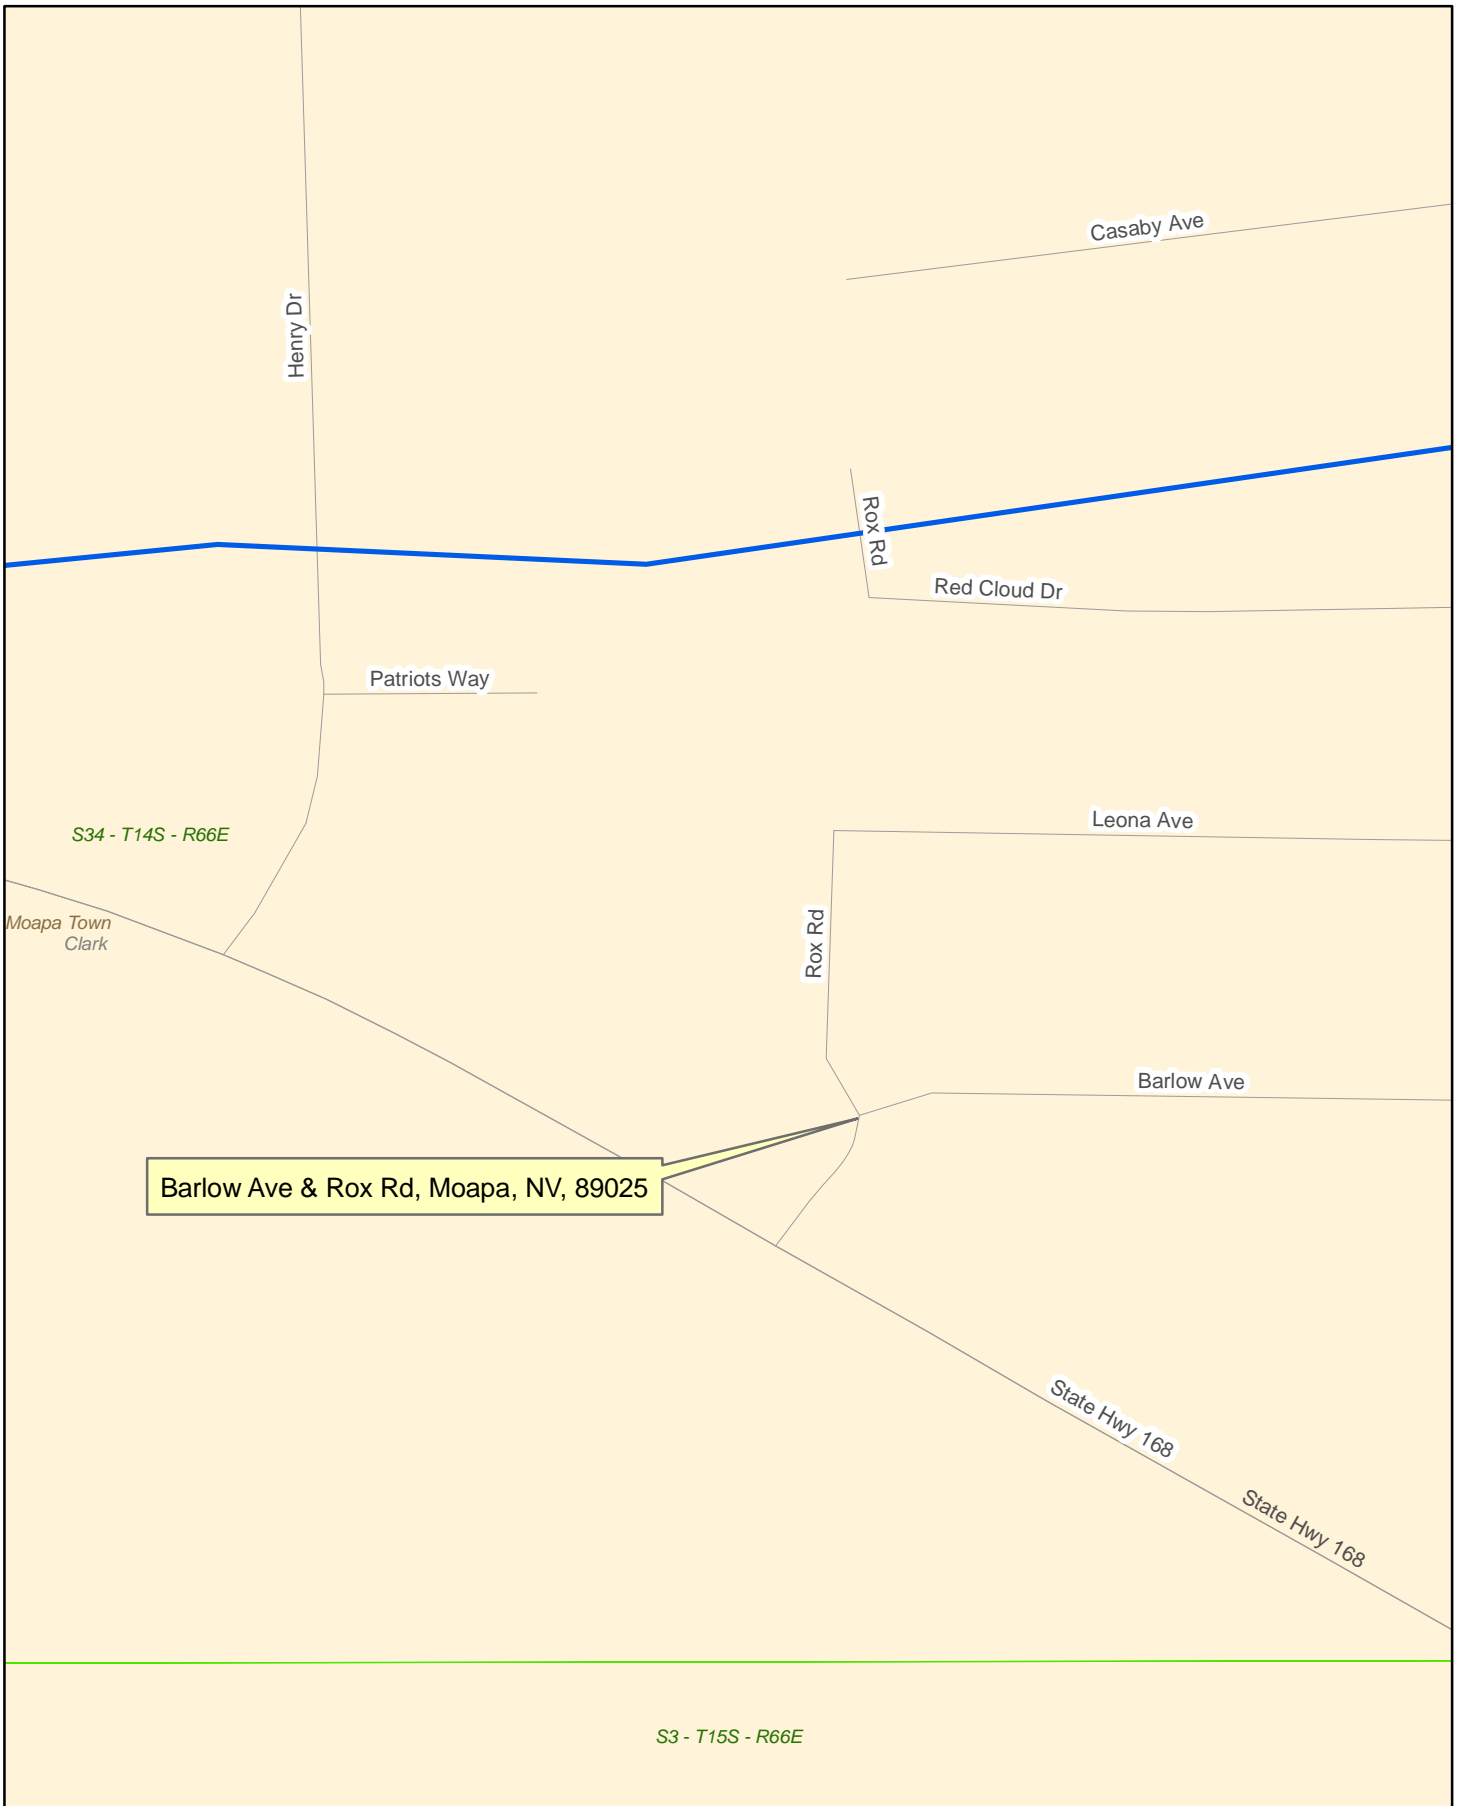 Casaby Ave
Henry Dr
Rox Rd
Red Cloud Dr
Patriots Way
Leona Ave
S34 - T14S - R66E
Moapa Town
Clark
Rox Rd
Barlow Ave
Barlow Ave & Rox Rd, Moapa, NV, 89025
State Hwy 168
State Hwy 168
S3 - T15S - R66E